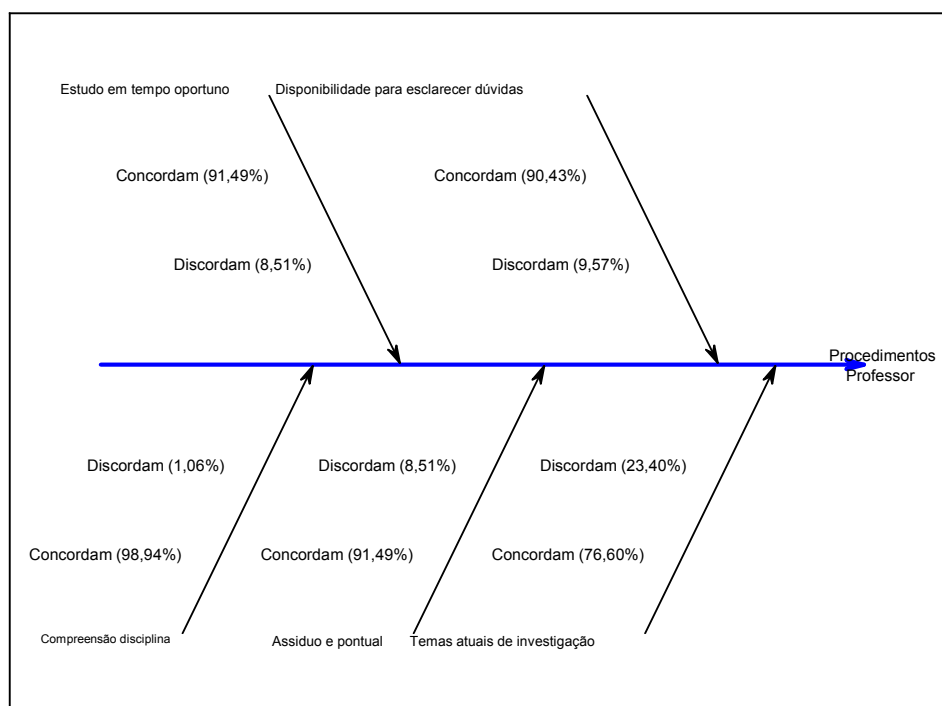 Estudo em tempo oportuno
Disponibilidade para esclarecer dúvidas
Concordam (91,49%)
Concordam (90,43%)
Discordam (8,51%)
Discordam (9,57%)
Procedimentos
Professor
Discordam (1,06%)
Discordam (8,51%)
Discordam (23,40%)
Concordam (98,94%)
Concordam (91,49%)
Concordam (76,60%)
Compreensão disciplina
Assiduo e pontual
Temas atuais de investigação